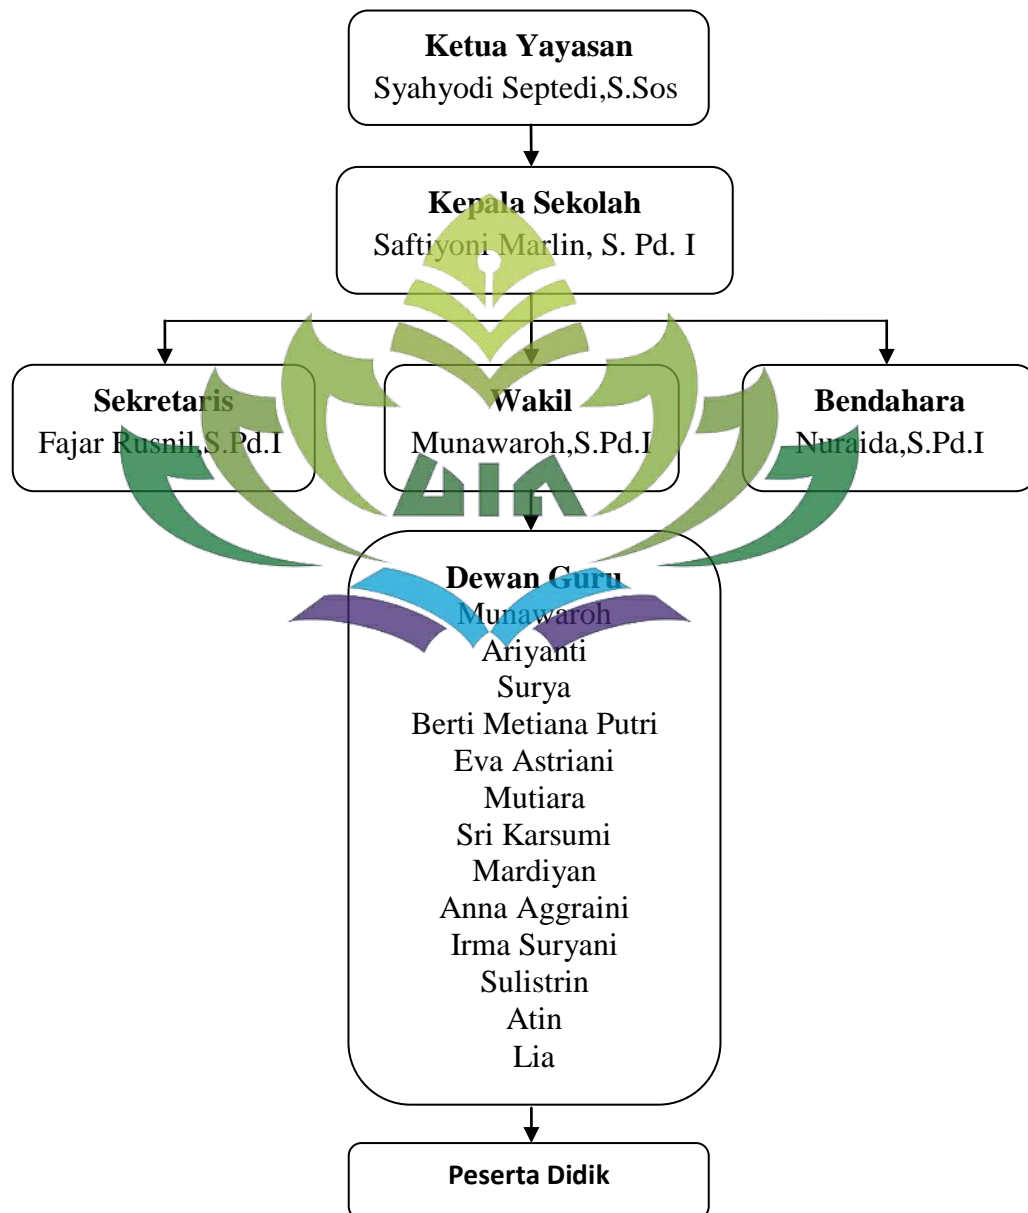 Ketua Yayasan
Syahyodi Septedi,S.Sos
Kepala Sekolah
Saftiyoni Marlin, S. Pd. I
Sekretaris
Fajar Rusnil,S.Pd.I
Wakil
Munawaroh,S.Pd.I
Bendahara
Nuraida,S.Pd.I
UIN
Dewan Guru
Munawaroh
Ariyanti
Surya
Berti Metiana Putri
Eva Astriani
Mutiara
Sri Karsumi
Mardiyan
Anna Aggraini
Irma Suryani
Sulistrin
Atin
Lia
Peserta Didik